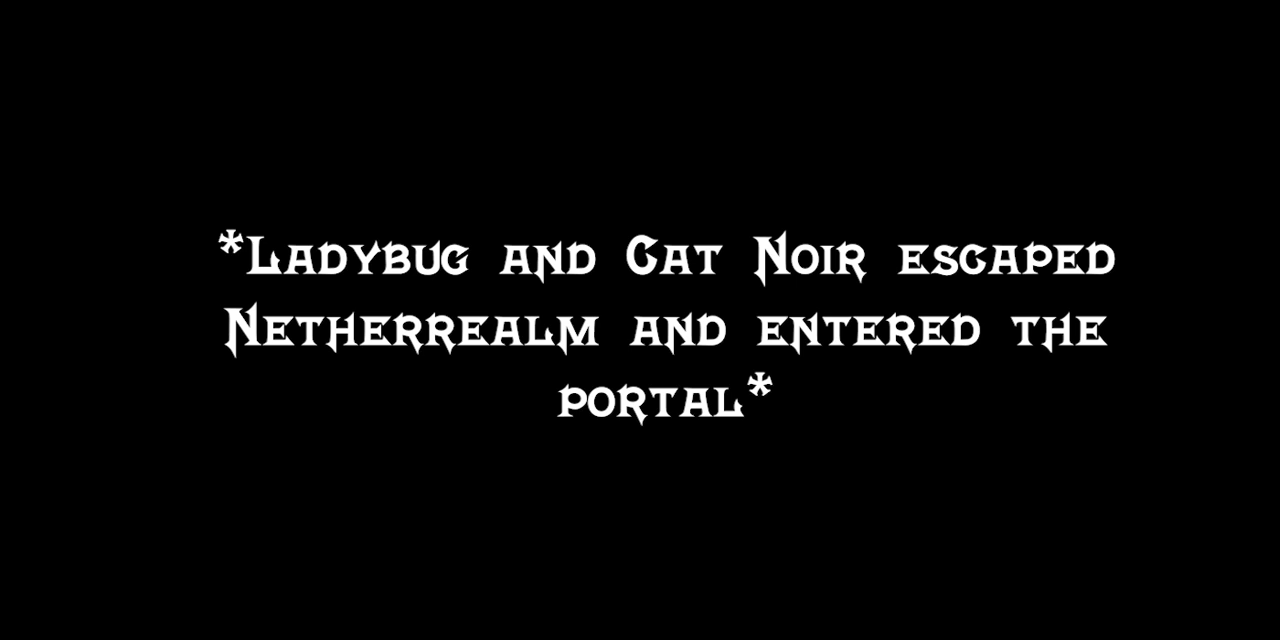 *Ladybug and Cat Noir escaped
Netherrealm and entered the
portal*